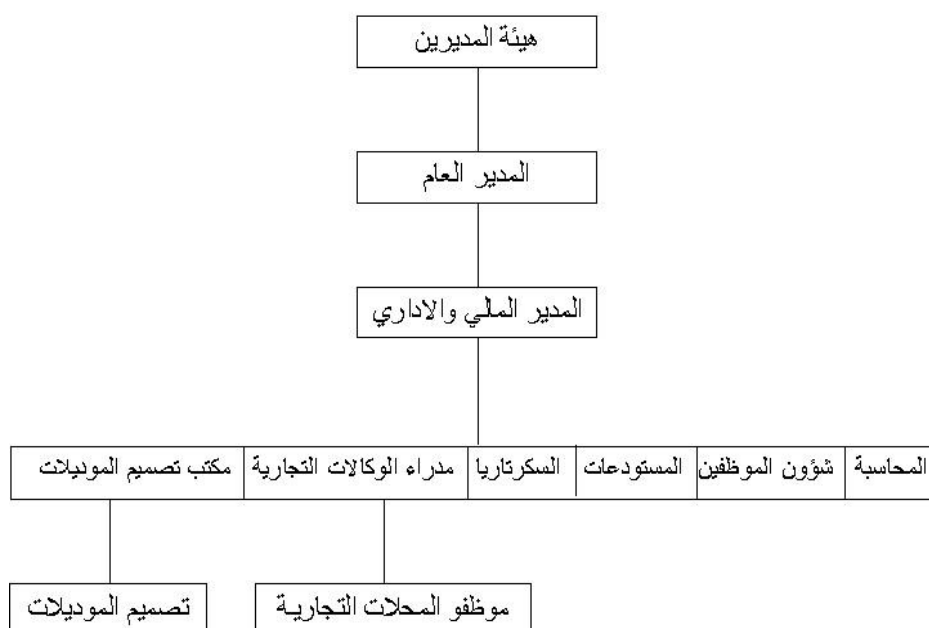 هيئة المديرين
المدير العام
المدير المالي والاداري
المحاسبة
شؤون الموظفين
المستودعات
السكرتاريا
مدراء الوكالات التجارية
مكتب تصميم الموديلات
موظفو المحلات التجارية
تصميم الموديلات